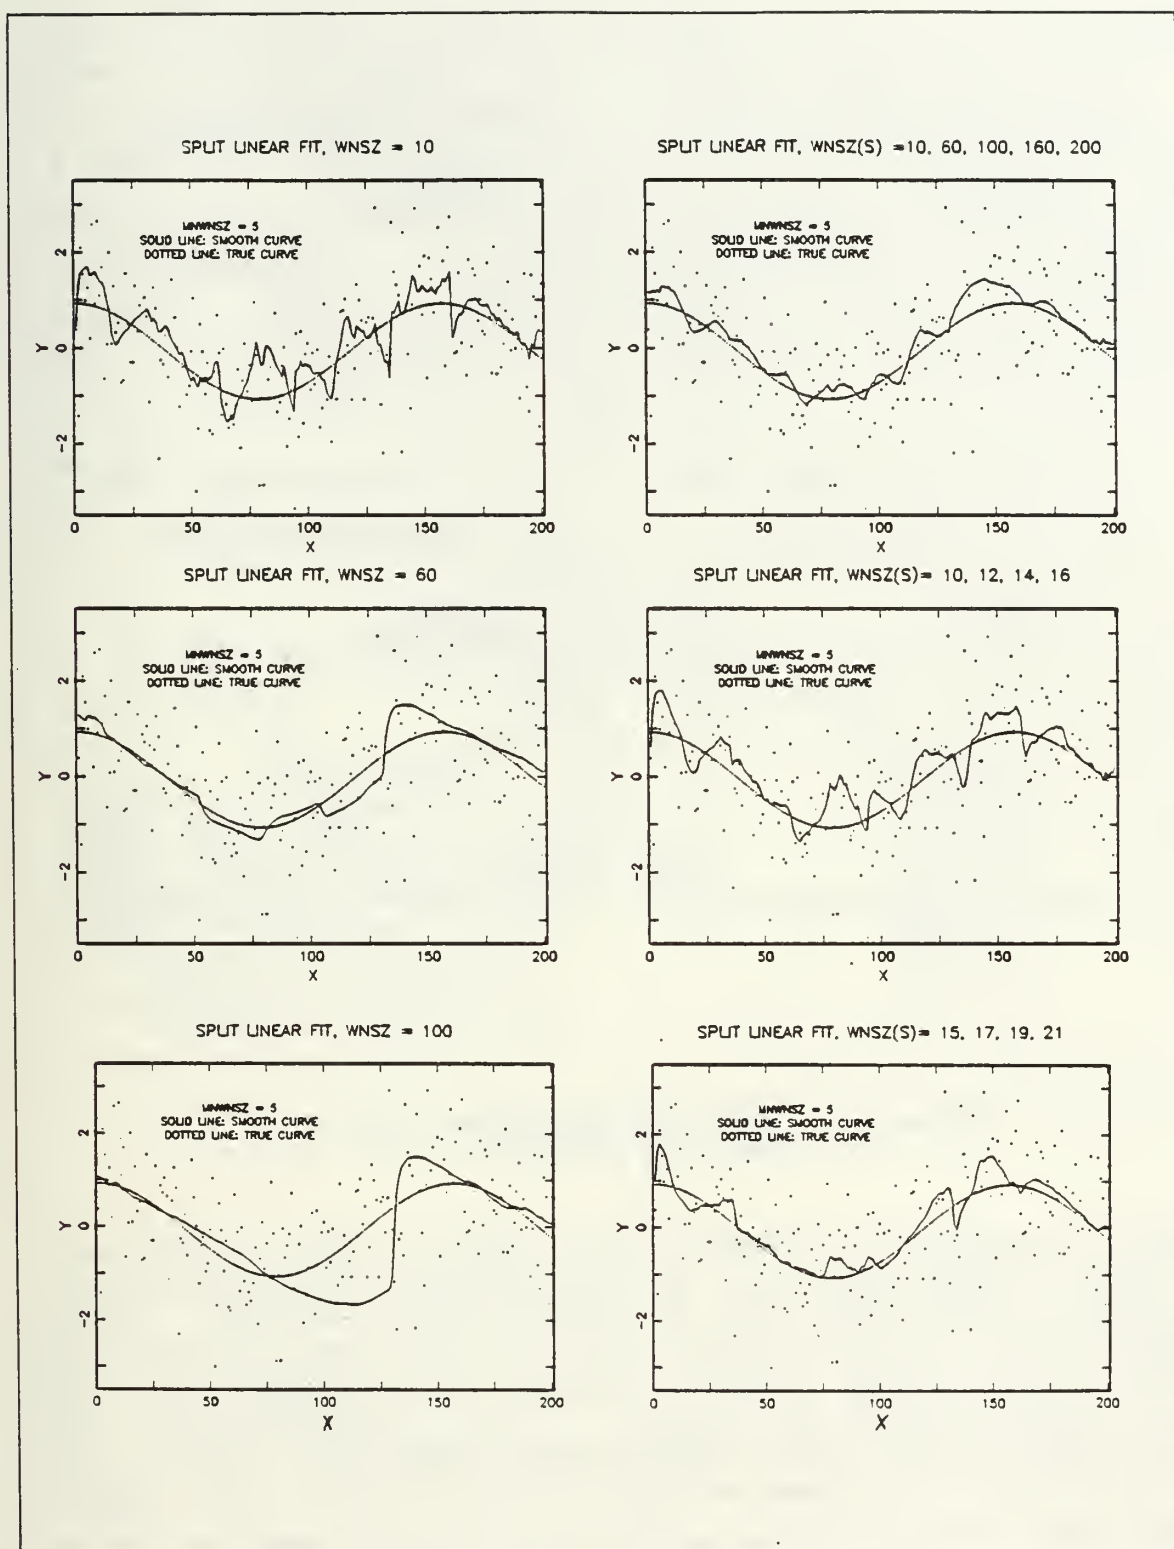 SPLIT LINEAR FIT, WNSZ = 10
MNWNSZ = 5
SOLID LINE: SMOOTH CURVE
DOTTED LINE: TRUE CURVE
Y
2
0
-2
0 50 100 150 200
X
SPLIT LINEAR FIT, WNSZ(S) =10, 60, 100, 160, 200
MNWNSZ = 5
SOLID LINE: SMOOTH CURVE
DOTTED LINE: TRUE CURVE
Y
2
0
-2
0 50 100 150 200
X
SPLIT LINEAR FIT, WNSZ = 60
MNWNSZ = 5
SOLID LINE: SMOOTH CURVE
DOTTED LINE: TRUE CURVE
Y
2
0
-2
0 50 100 150 200
X
SPLIT LINEAR FIT, WNSZ(S)= 10, 12, 14, 16
MNWNSZ = 5
SOLID LINE: SMOOTH CURVE
DOTTED LINE: TRUE CURVE
Y
2
0
-2
0 50 100 150 200
X
SPLIT LINEAR FIT, WNSZ = 100
MNWNSZ = 5
SOLID LINE: SMOOTH CURVE
DOTTED LINE: TRUE CURVE
Y
2
0
-2
0 50 100 150 200
X
SPLIT LINEAR FIT, WNSZ(S)= 15, 17, 19, 21
MNWNSZ = 5
SOLID LINE: SMOOTH CURVE
DOTTED LINE: TRUE CURVE
Y
2
0
-2
0 50 100 150 200
X